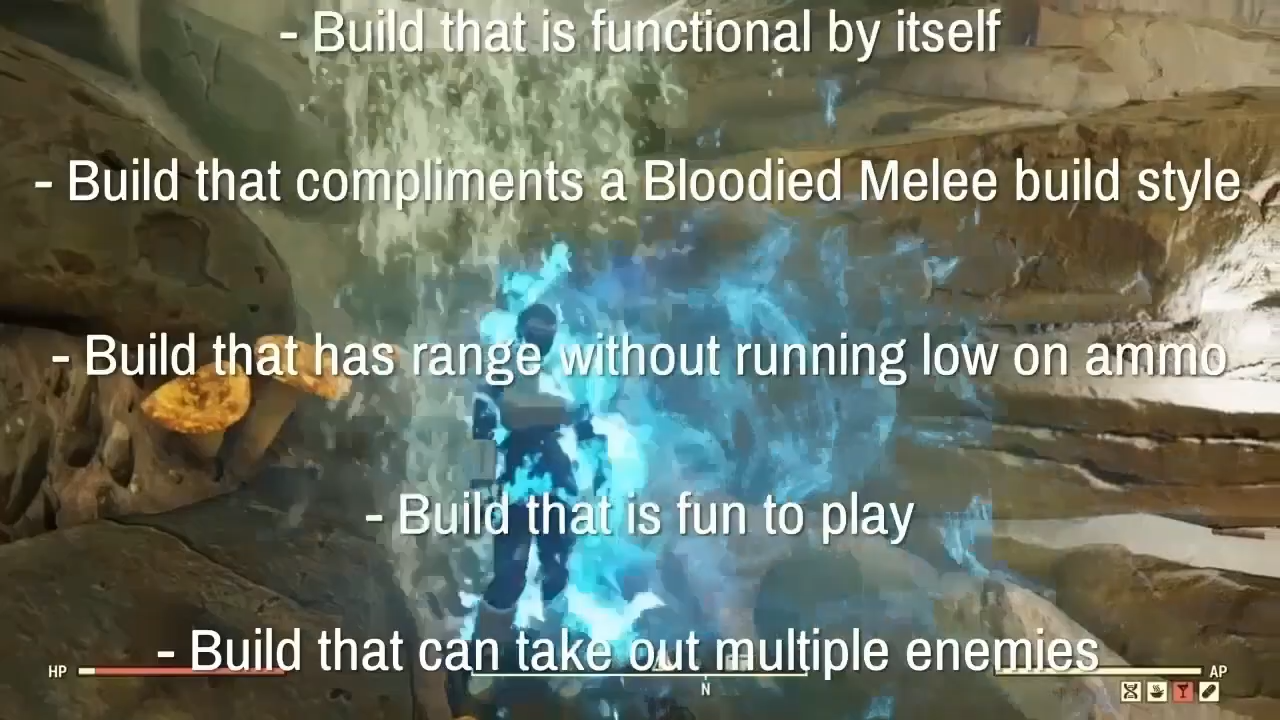 - Build that is functional by itself
- Build that compliments a Bloodied Melee build style
- Build that has range without running low on ammo
- Build that is fun to play
- Build that can take out multiple enemies
HP
AP
N